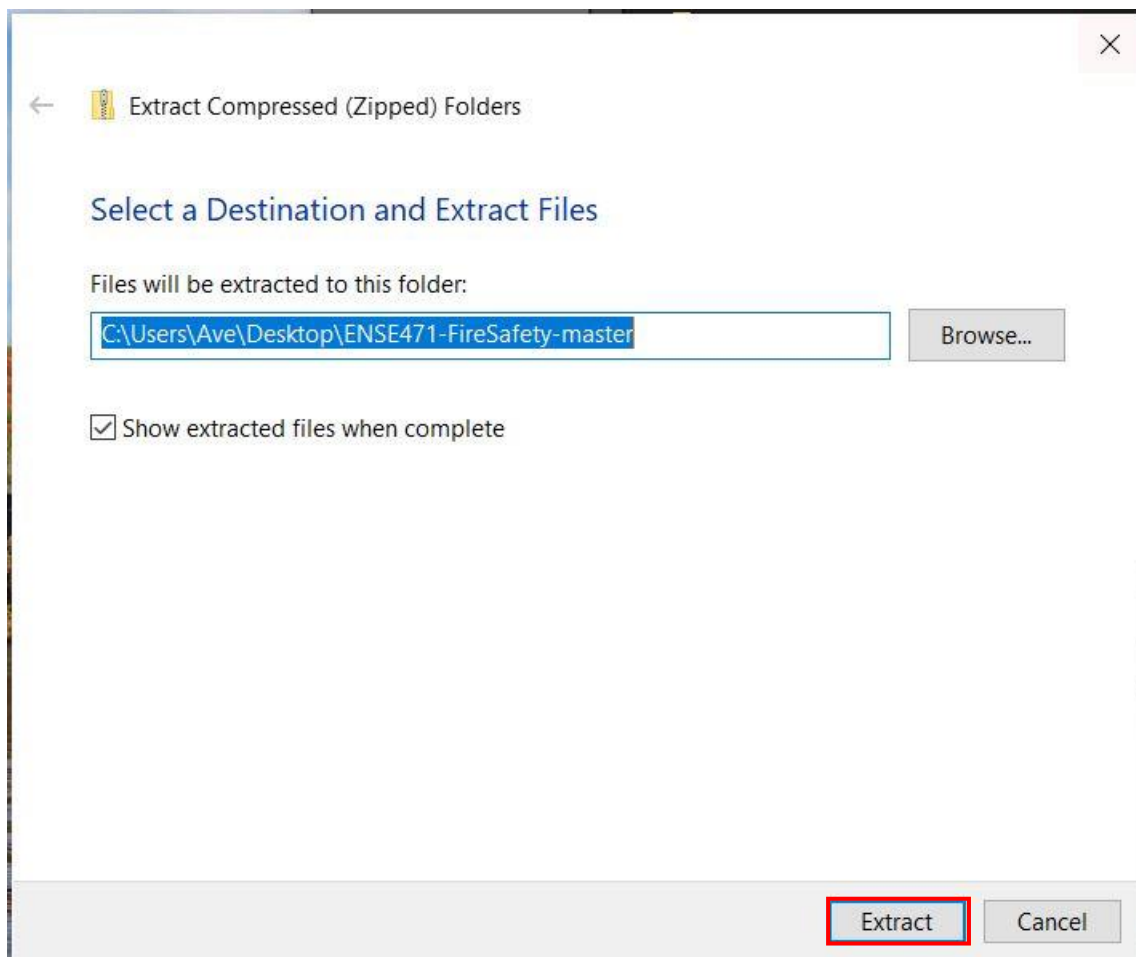 Extract Compressed (Zipped) Folders
Select a Destination and Extract Files
Files will be extracted to this folder:
C:\Users\Ave\Desktop\ENSE471-FireSafety-master
Browse...
Show extracted files when complete
Extract
Cancel